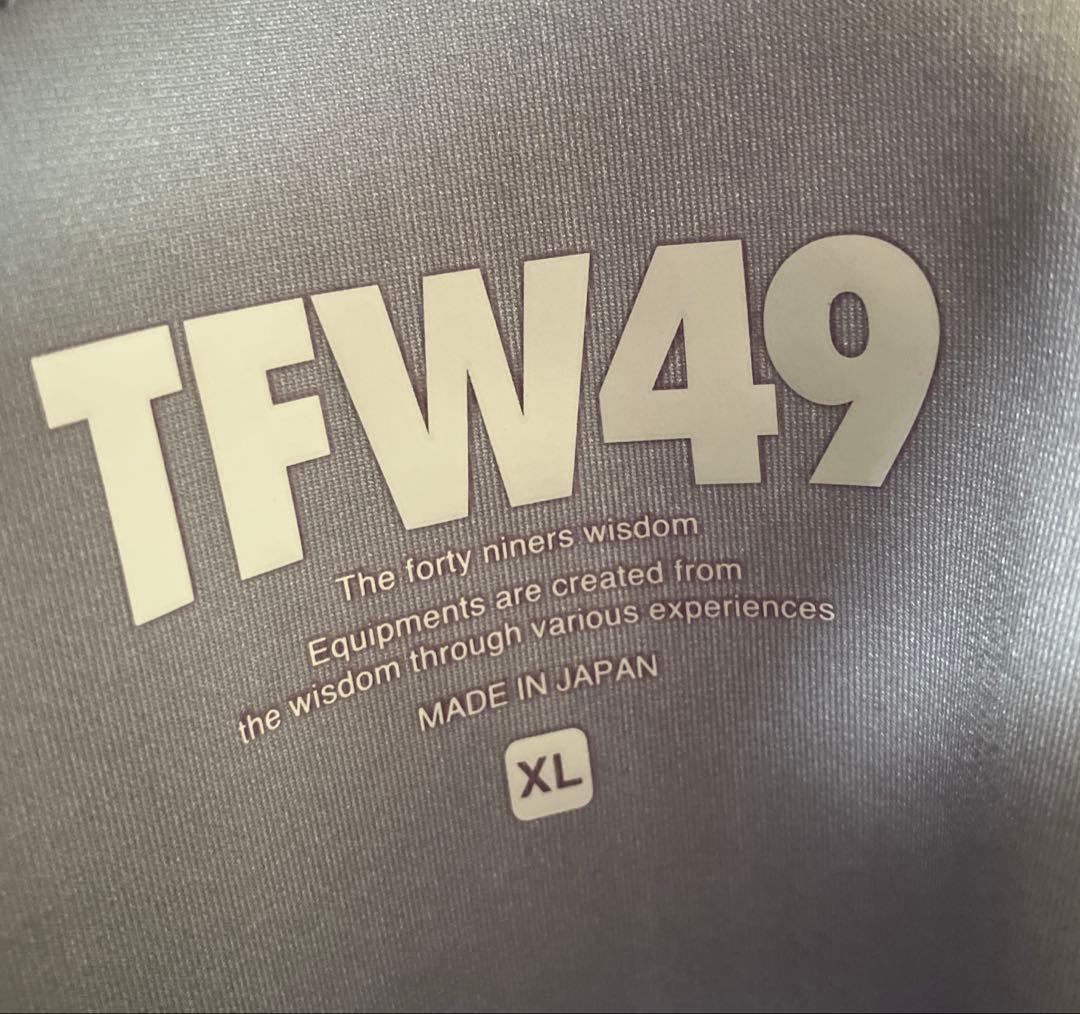 TFW49
The forty niners wisdom
Equipments are created from
the wisdom through various experiences
MADE IN JAPAN
XL